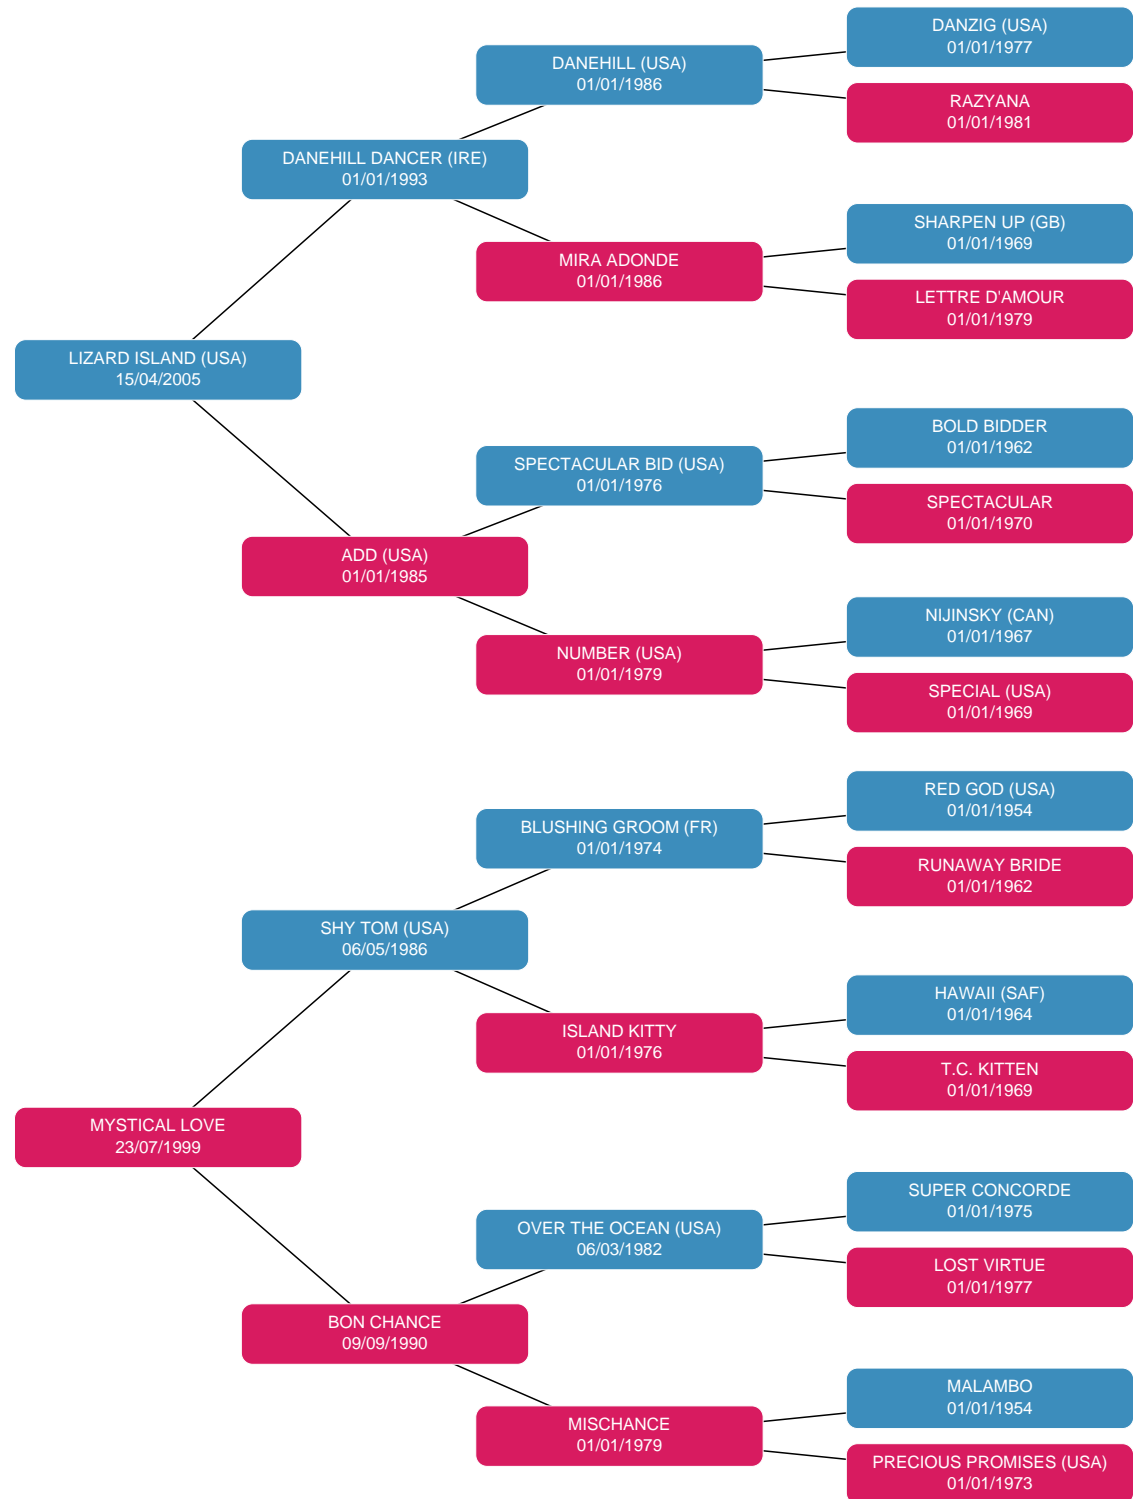 DANZIG (USA)
01/01/1977
DANEHILL (USA)
01/01/1986
RAZYANA
01/01/1981
DANEHILL DANCER (IRE)
01/01/1993
SHARPEN UP (GB)
01/01/1969
MIRA ADONDE
01/01/1986
LETTRE D'AMOUR
01/01/1979
LIZARD ISLAND (USA)
15/04/2005
BOLD BIDDER
01/01/1962
SPECTACULAR BID (USA)
01/01/1976
SPECTACULAR
01/01/1970
ADD (USA)
01/01/1985
NIJINSKY (CAN)
01/01/1967
NUMBER (USA)
01/01/1979
SPECIAL (USA)
01/01/1969
RED GOD (USA)
01/01/1954
BLUSHING GROOM (FR)
01/01/1974
RUNAWAY BRIDE
01/01/1962
SHY TOM (USA)
06/05/1986
HAWAII (SAF)
01/01/1964
ISLAND KITTY
01/01/1976
T.C. KITTEN
01/01/1969
MYSTICAL LOVE
23/07/1999
SUPER CONCORDE
01/01/1975
OVER THE OCEAN (USA)
06/03/1982
LOST VIRTUE
01/01/1977
BON CHANCE
09/09/1990
MALAMBO
01/01/1954
MISCHANCE
01/01/1979
PRECIOUS PROMISES (USA)
01/01/1973